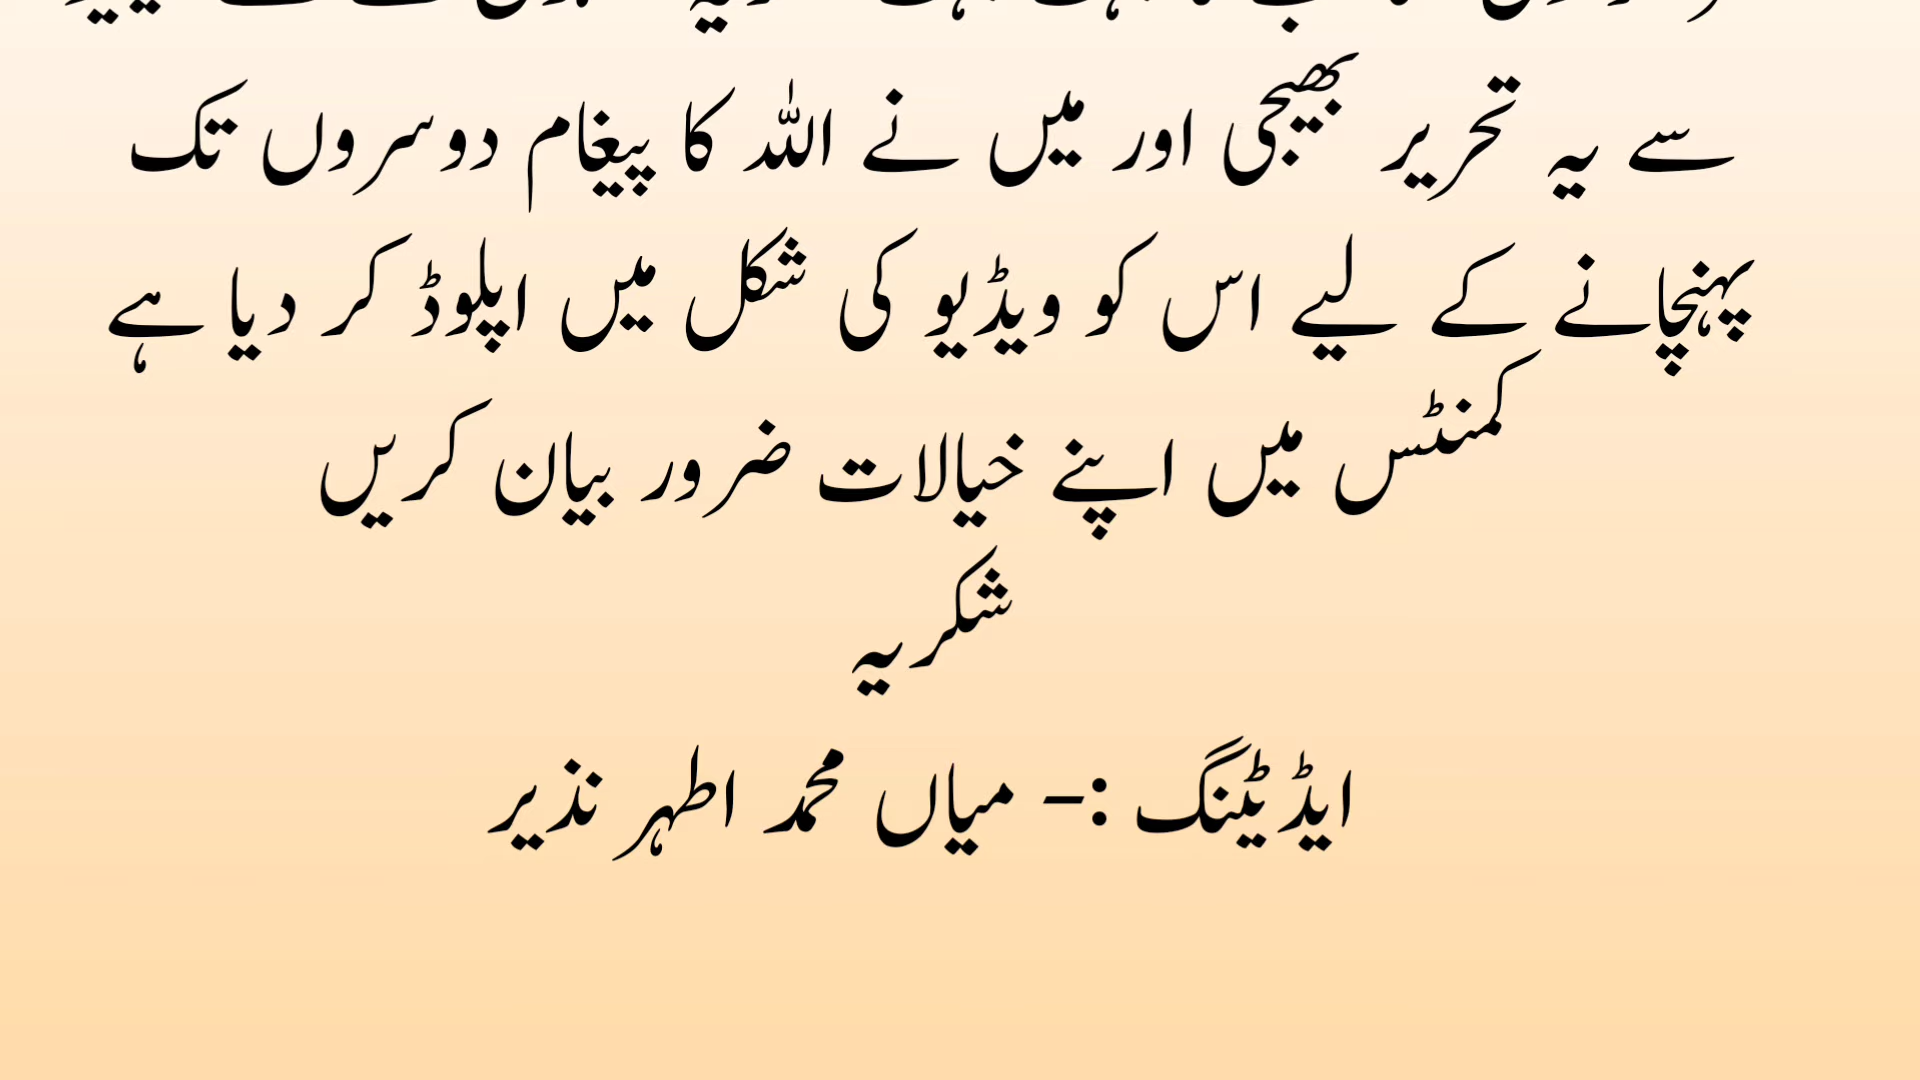 سے یہ تحریر بھیجی اور میں نے اللہ کا پیغام دوسروں تک
پہنچانے کے لیے اس کو ویڈیو کی شکل میں اپلوڈ کر دیا ہے
کمنٹس میں اپنے خیالات ضرور بیان کریں
شکریہ
ایڈیٹنگ :- میاں محمد اطہر نذیر